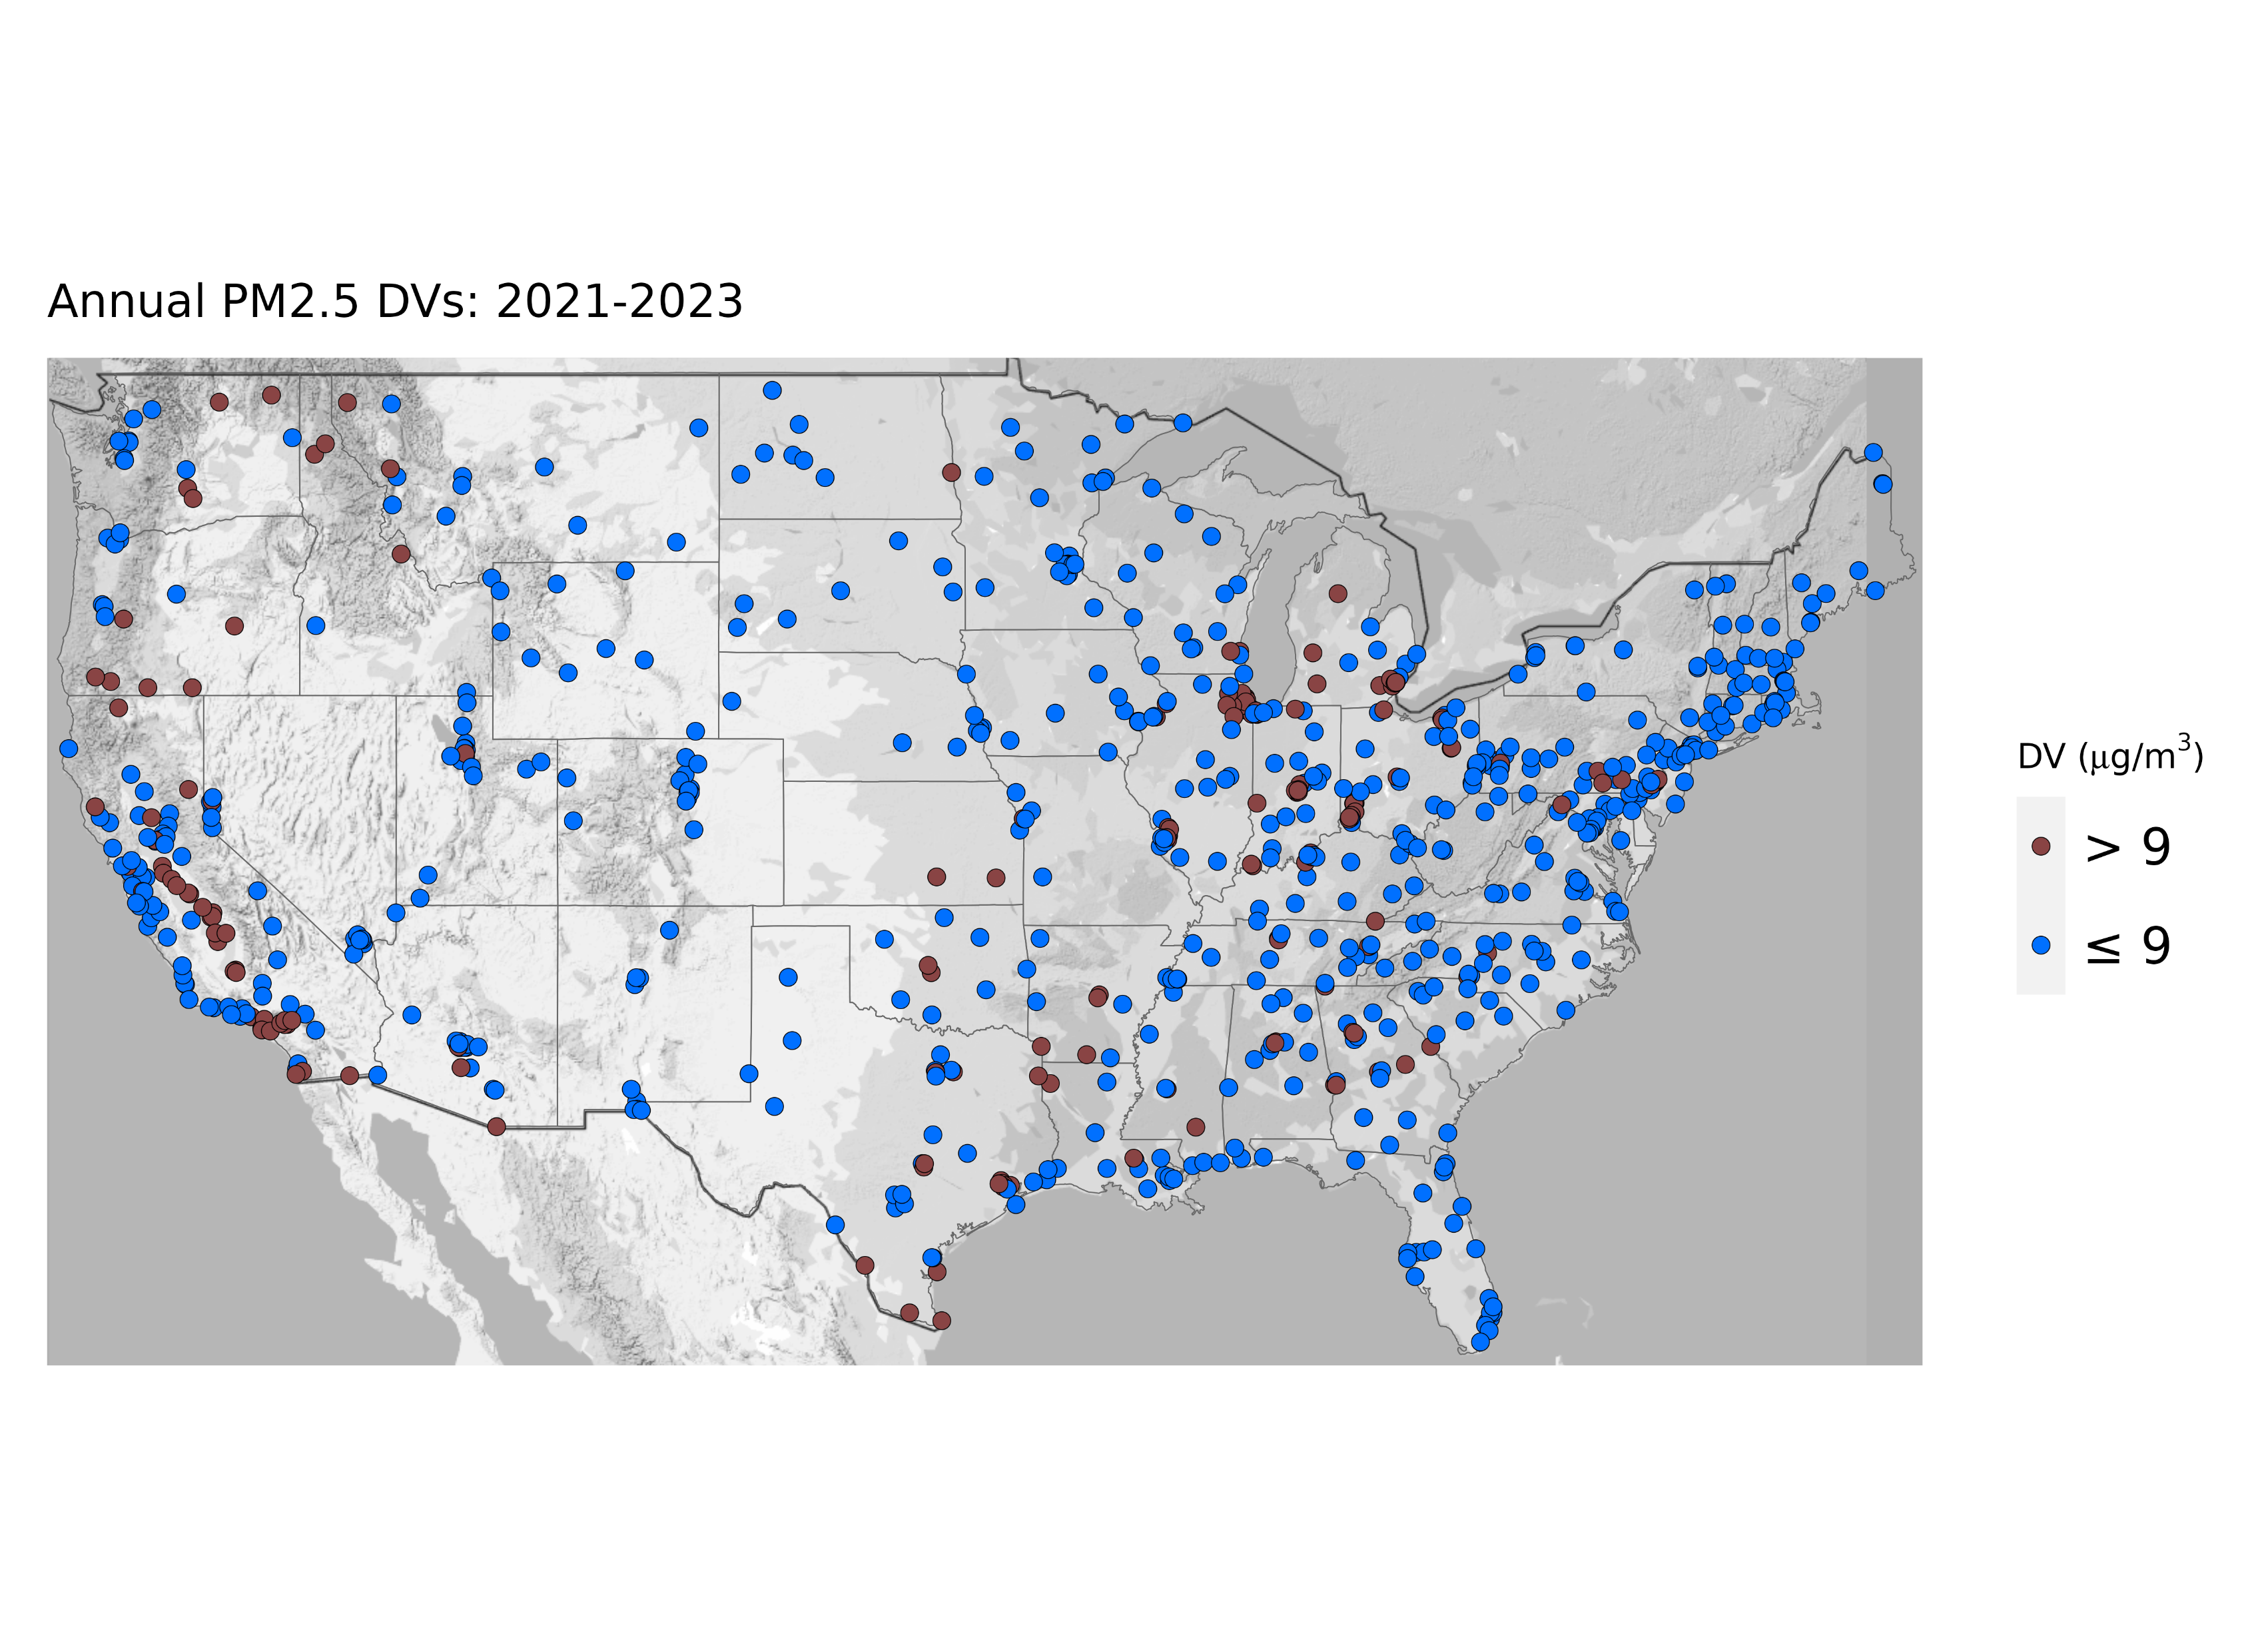 Annual PM2.5 DVs: 2021-2023
DV (μg/m³)
> 9
≤ 9